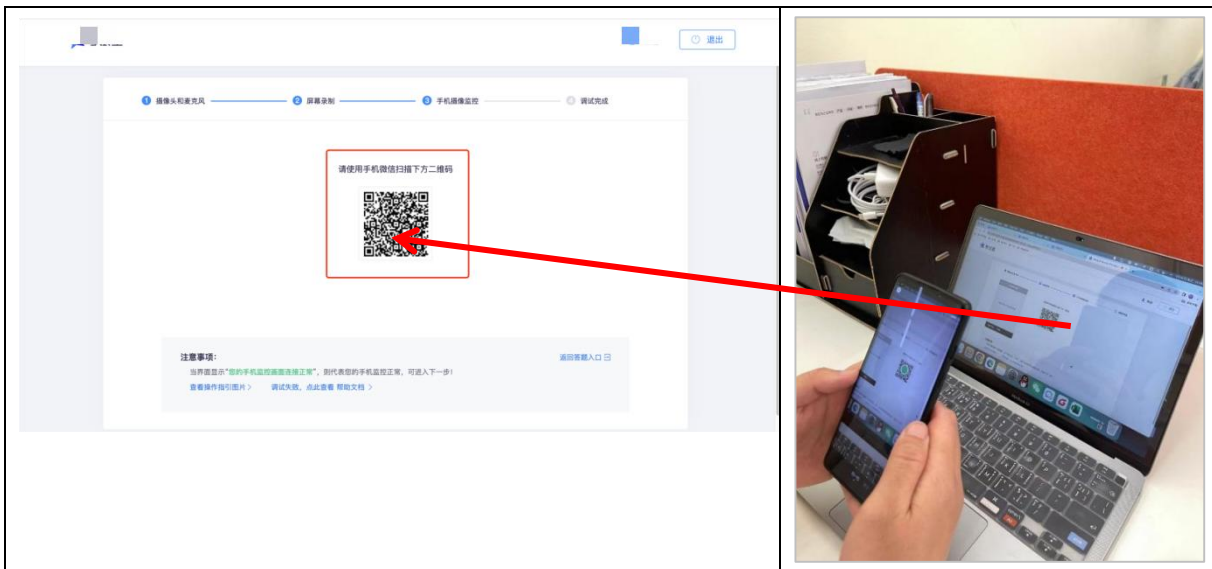 退出
1 摄像头和麦克风
2 屏幕录制
3 手机摄像监控
4 调试完成
请使用手机微信扫描下方二维码
注意事项:
返回答题入口
当界面显示“您的手机监控画面连接正常”,则代表您的手机监控正常,可进入下一步!
查看操作指引图片 >
调试失败,点此查看 帮助文档 >